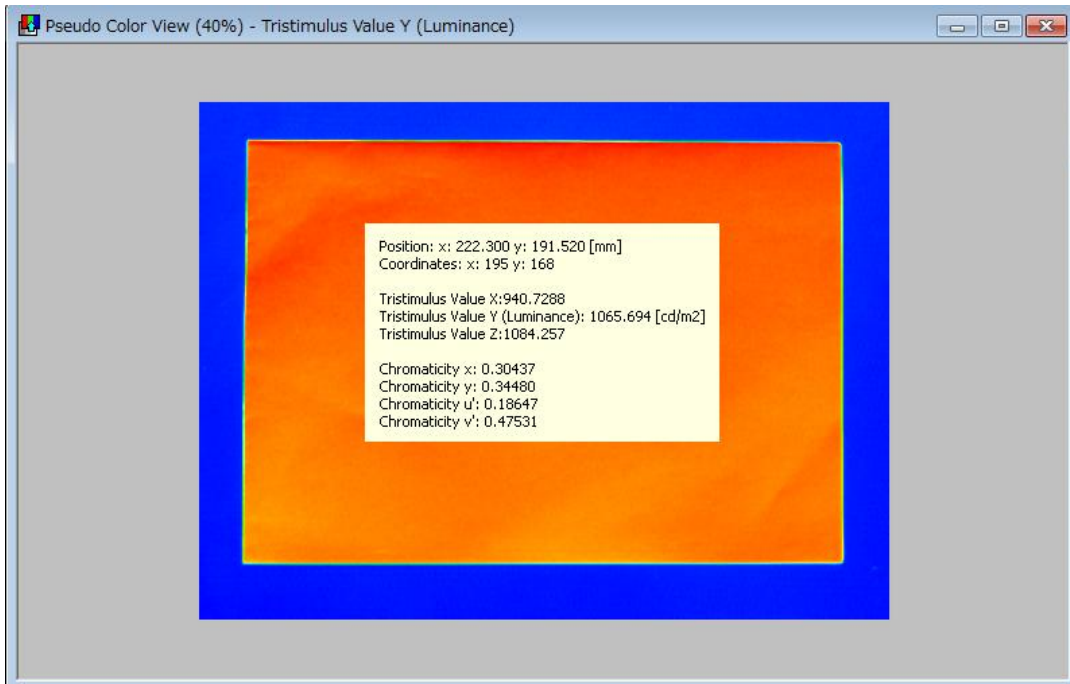 Pseudo Color View (40%) - Tristimulus Value Y (Luminance)
Position: x: 222.300 y: 191.520 [mm]
Coordinates: x: 195 y: 168
Tristimulus Value X:940.7288
Tristimulus Value Y (Luminance): 1065.694 [cd/m2]
Tristimulus Value Z:1084.257
Chromaticity x: 0.30437
Chromaticity y: 0.34480
Chromaticity u': 0.18647
Chromaticity v': 0.47531